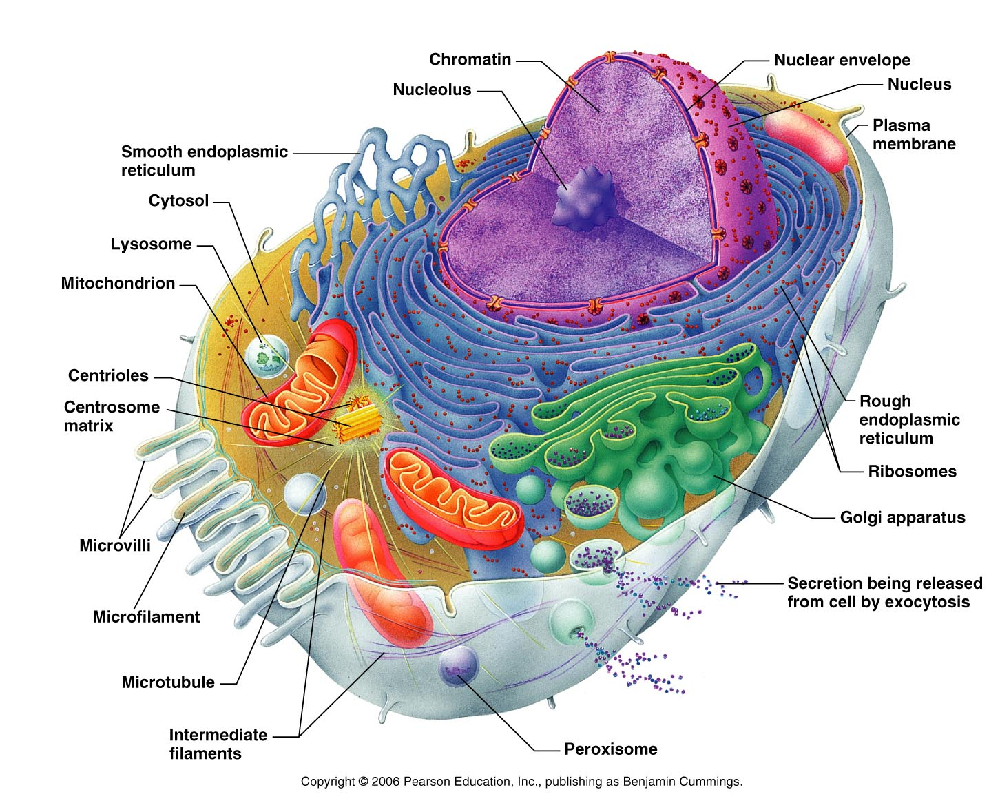 Chromatin
Nucleolus
Nuclear envelope
Nucleus
Plasma
membrane
Smooth endoplasmic
reticulum
Cytosol
Lysosome
Mitochondrion
Centrioles
Centrosome
matrix
Rough
endoplasmic
reticulum
Ribosomes
Golgi apparatus
Microvilli
Microfilament
Secretion being released
from cell by exocytosis
Microtubule
Intermediate
filaments
Peroxisome
Copyright © 2006 Pearson Education, Inc., publishing as Benjamin Cummings.